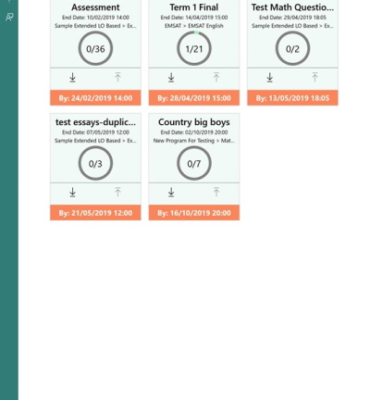 Assessment
End Date: 10/02/2019 14:00
Sample Extended LO Based > Ex...
0/36
By: 24/02/2019 14:00
Term 1 Final
End Date: 14/04/2019 15:00
EMSAT > EMSAT English
1/21
By: 28/04/2019 15:00
Test Math Questio...
End Date: 29/04/2019 18:05
Sample Extended LO Based > Ex...
0/2
By: 13/05/2019 18:05
test essays-duplic...
End Date: 07/05/2019 12:00
Sample Extended LO Based > Ex...
0/3
By: 21/05/2019 12:00
Country big boys
End Date: 02/10/2019 20:00
New Program For Testing > Mat...
0/7
By: 16/10/2019 20:00